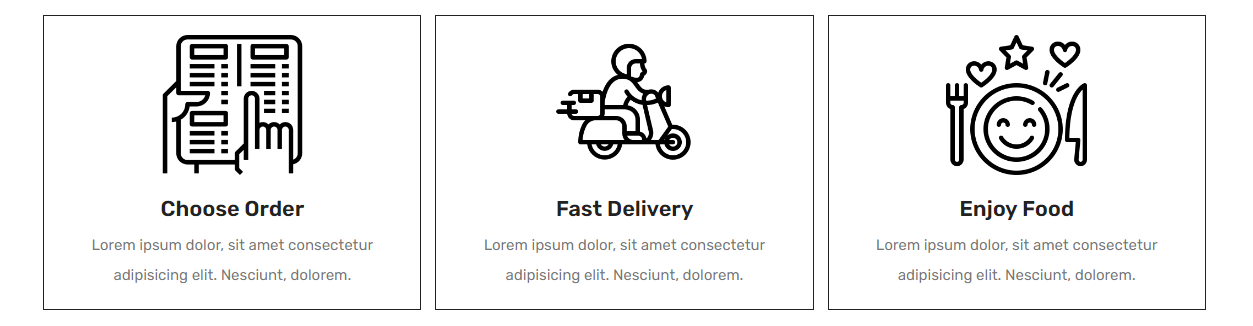 Choose Order
Lorem ipsum dolor, sit amet consectetur
adipisicing elit. Nesciunt, dolorem.
Fast Delivery
Lorem ipsum dolor, sit amet consectetur
adipisicing elit. Nesciunt, dolorem.
Enjoy Food
Lorem ipsum dolor, sit amet consectetur
adipisicing elit. Nesciunt, dolorem.